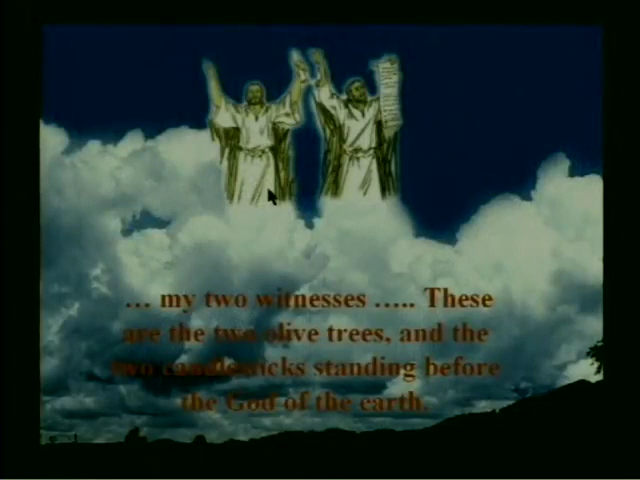 ... my two witnesses ..... These
are the two olive trees, and the
two candlesticks standing before
the God of the earth.